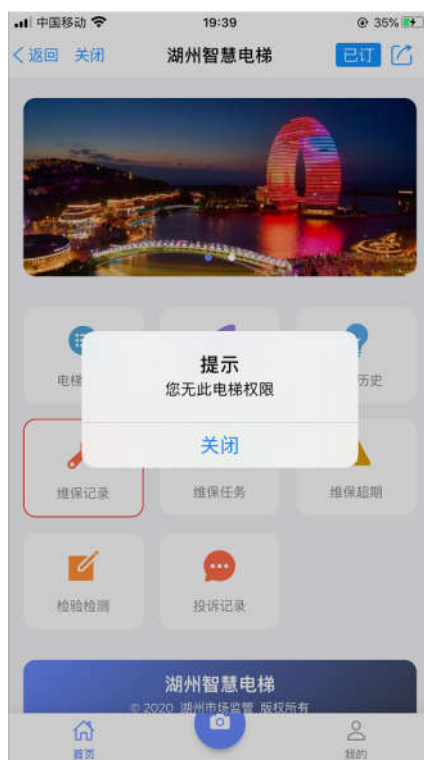 中国移动 19:39 35%
返回 关闭 湖州智慧电梯 已订
提示
您无此电梯权限
关闭
电梯
历史
维保记录 维保任务 维保超期
检验检测 投诉记录
湖州智慧电梯
© 2020 湖州市场监管 版权所有
首页 我的